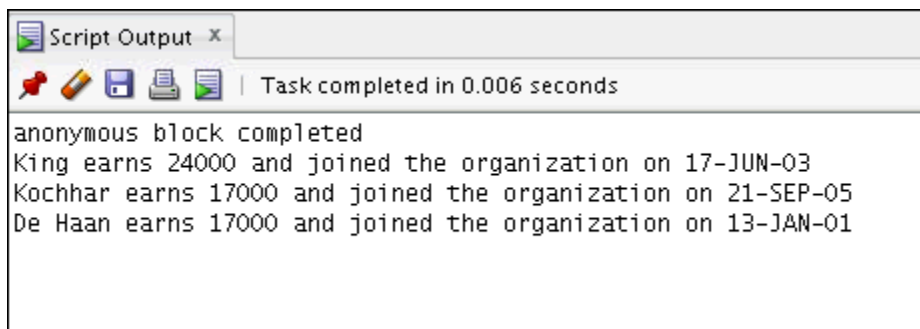 Script Output x
Task completed in 0.006 seconds
anonymous block completed
King earns 24000 and joined the organization on 17-JUN-03
Kochhar earns 17000 and joined the organization on 21-SEP-05
De Haan earns 17000 and joined the organization on 13-JAN-01